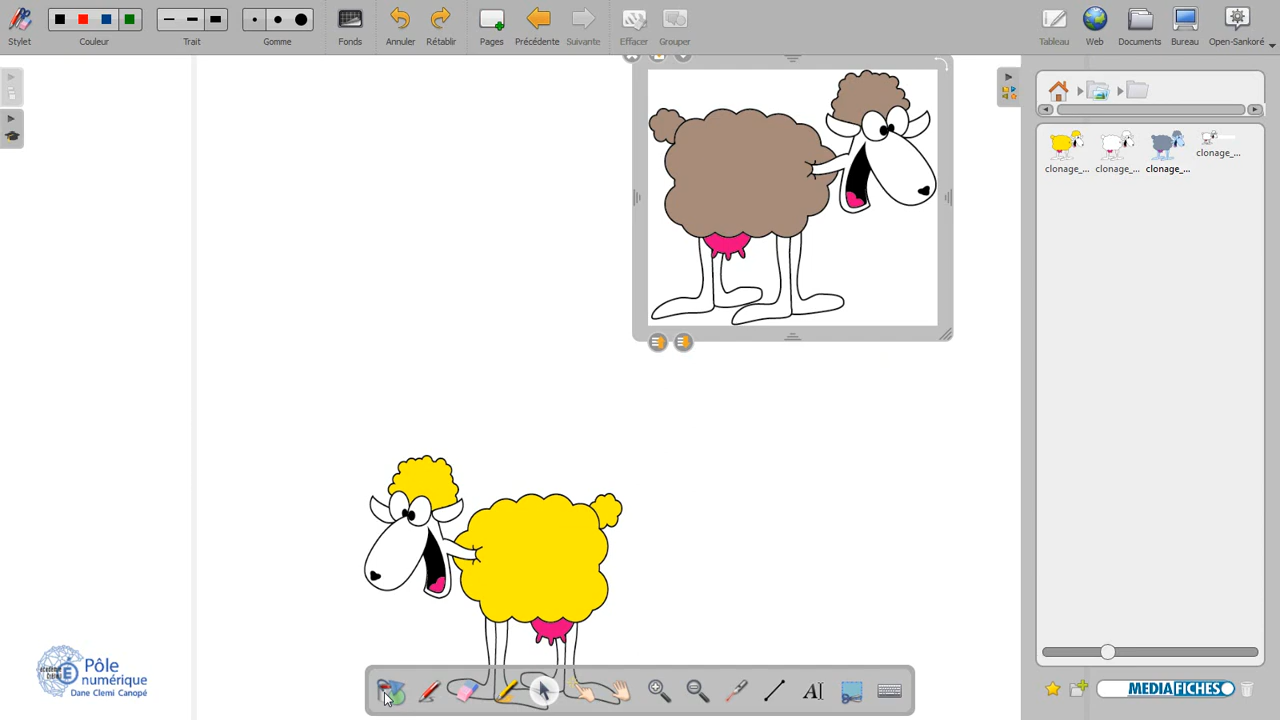 Stylet
Couleur
Trait
Gomme
Fonds
Annuler
Rétablir
Pages
Précédente
Suivante
Effacer
Grouper
Tableau
Web
Documents
Bureau
Open-Sankoré
clonage_...
clonage_...
clonage_...
clonage_...
Pôle
numérique
Dane Clemi Canopé
AI
MEDIAFICHES